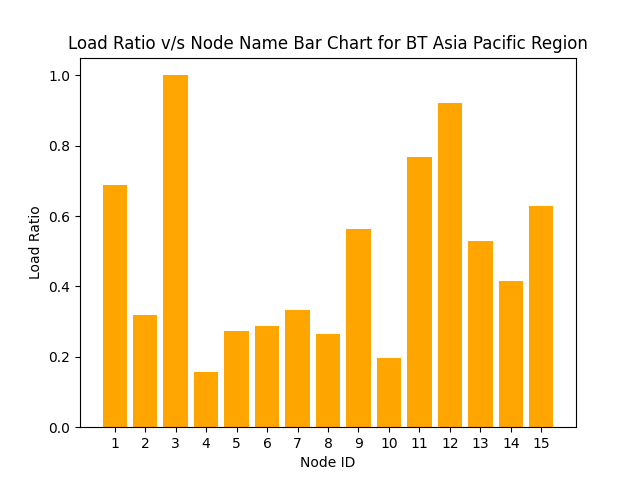 Load Ratio v/s Node Name Bar Chart for BT Asia Pacific Region
1.0
0.8
0.6
0.4
0.2
0.0
Load Ratio
1 2 3 4 5 6 7 8 9 10 11 12 13 14 15
Node ID